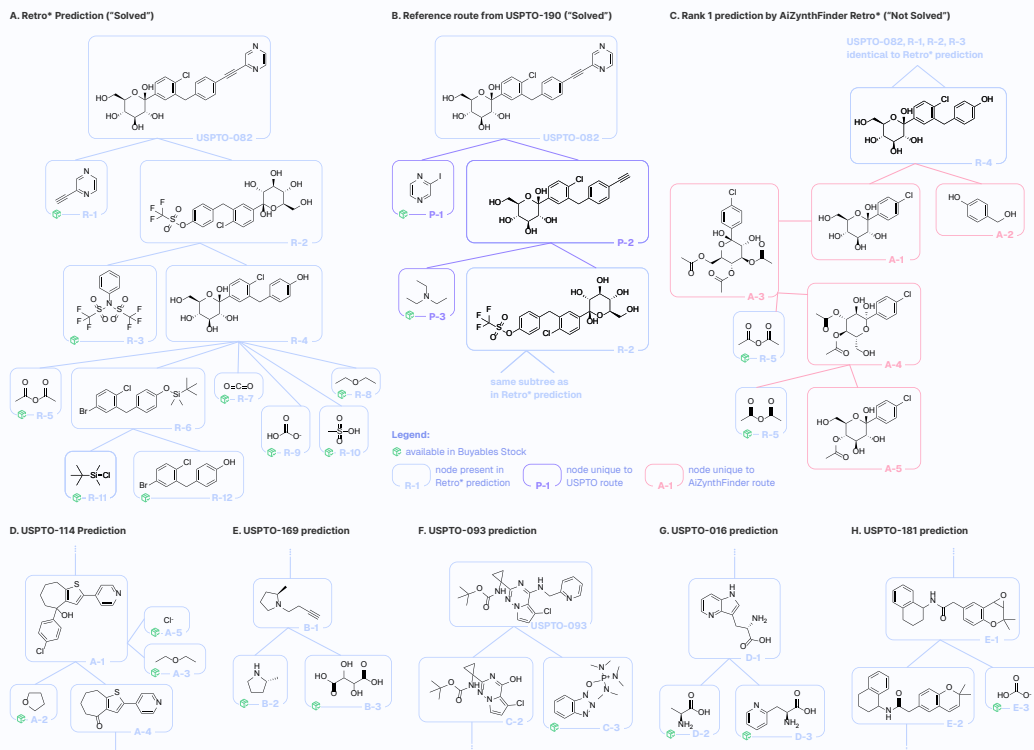 A. Retro* Prediction ("Solved")
B. Reference route from USPTO-190 ("Solved")
C. Rank 1 prediction by AiZynthFinder Retro* ("Not Solved")
USPTO-082
R-1
R-2
R-3
R-4
R-5
R-6
R-7
R-8
R-9
R-10
R-11
R-12
USPTO-082
P-1
P-2
P-3
R-2
same subtree as
in Retro* prediction
USPTO-082, R-1, R-2, R-3
identical to Retro* prediction
R-4
A-1
A-2
A-3
R-5
A-4
R-5
A-5
Legend:
available in Buyables Stock
R-1
node present in
Retro* prediction
P-1
node unique to
USPTO route
A-1
node unique to
AiZynthFinder route
D. USPTO-114 Prediction
A-1
A-5
A-3
A-2
A-4
E. USPTO-169 prediction
B-1
B-2
B-3
F. USPTO-093 prediction
USPTO-093
C-2
C-3
G. USPTO-016 prediction
D-1
D-2
D-3
H. USPTO-181 prediction
E-1
E-2
E-3